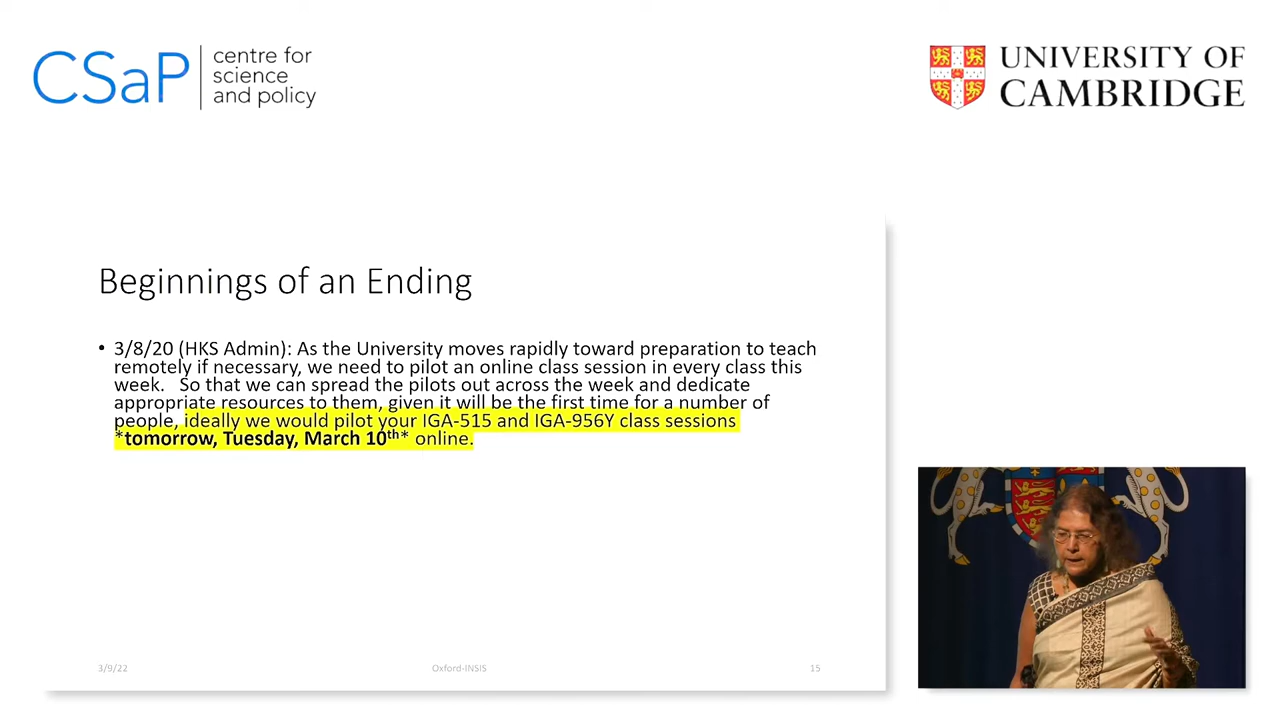 CSaP
centre for
science
and policy
UNIVERSITY OF
CAMBRIDGE
Beginnings of an Ending
• 3/8/20 (HKS Admin): As the University moves rapidly toward preparation to teach
remotely if necessary, we need to pilot an online class session in every class this
week.   So that we can spread the pilots out across the week and dedicate
appropriate resources to them, given it will be the first time for a number of
people, ideally we would pilot your IGA-515 and IGA-956Y class sessions
*tomorrow, Tuesday, March 10th* online.
3/9/22
Oxford-INSIS
15